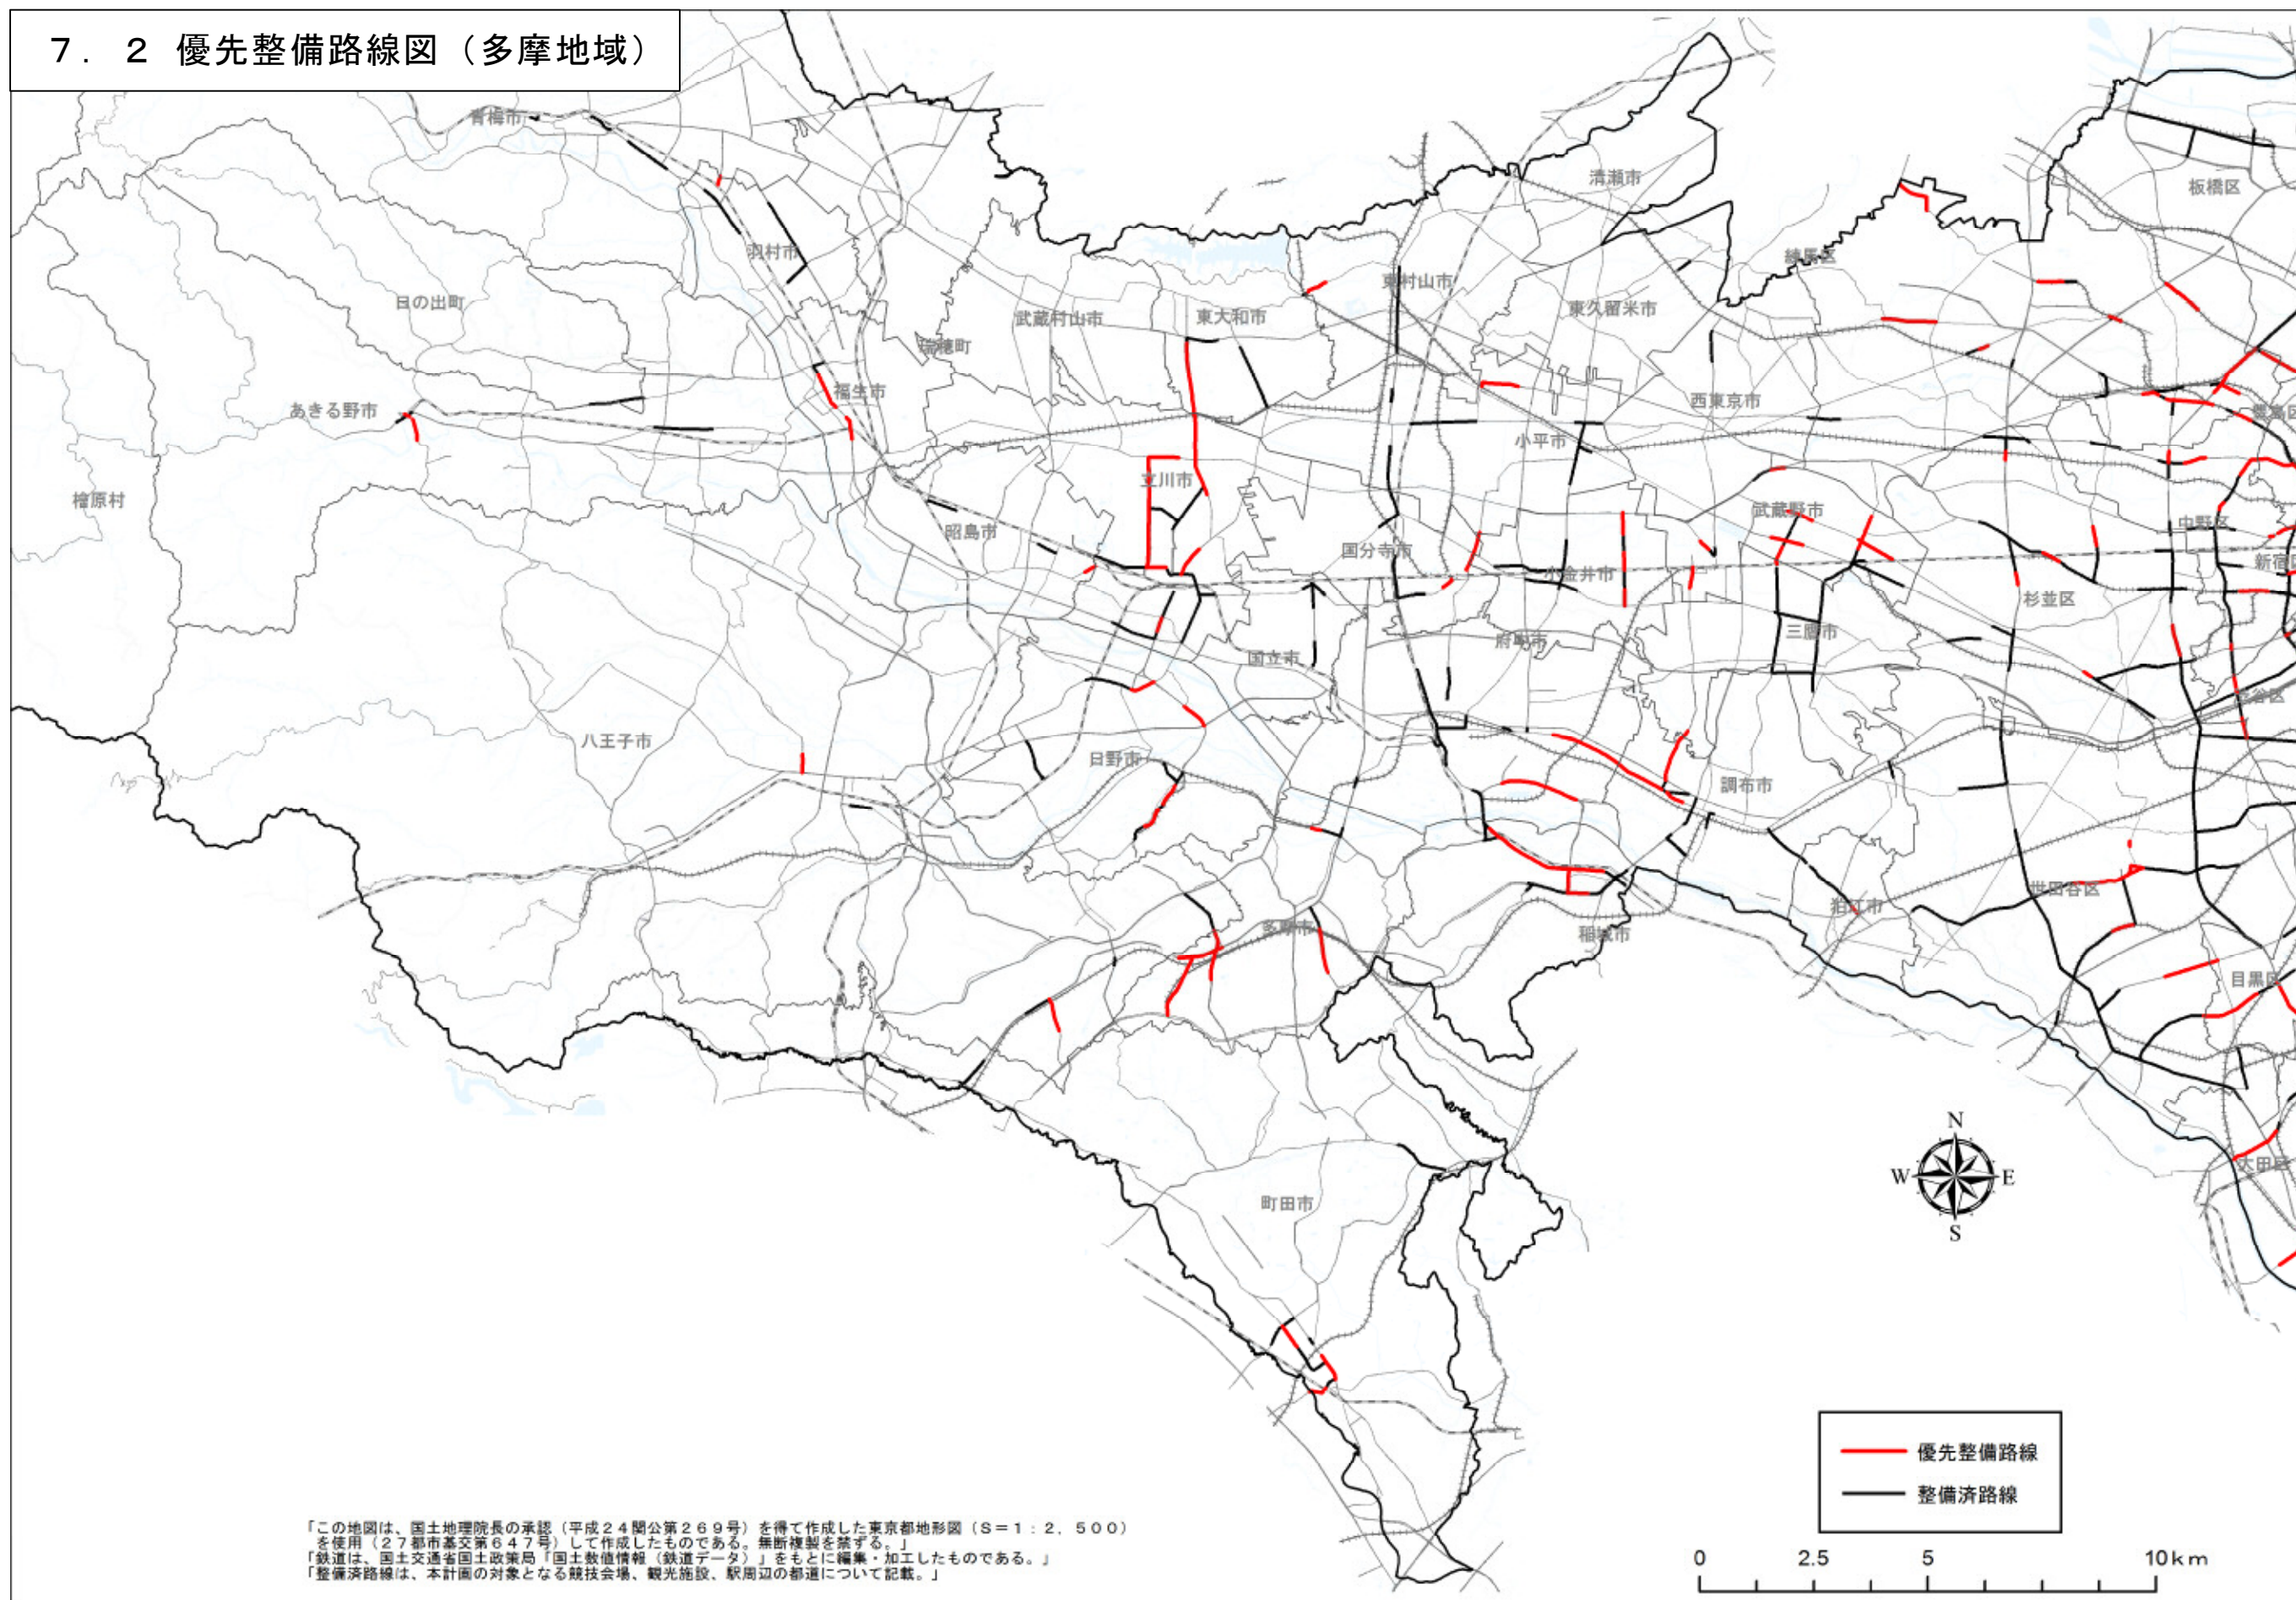 ７．２ 優先整備路線図（多摩地域）
青梅市
清瀬市
板橋区
羽村市
練馬区
日の出町
東村山市
武蔵村山市
東大和市
東久留米市
瑞穂町
あきる野市
福生市
西東京市
豊島区
小平市
檜原村
立川市
武蔵野市
昭島市
中野区
国分寺市
新宿区
小金井市
杉並区
府中市
三鷹市
国立市
渋谷区
八王子市
日野市
調布市
世田谷区
狛江市
多摩市
稲城市
目黒区
N
W
E
S
大田区
町田市
優先整備路線
整備済路線
「この地図は、国土地理院長の承認（平成２４関公第２６９号）を得て作成した東京都地形図（Ｓ＝１：２，５００）
を使用（２７都市基交第６４７号）して作成したものである。無断複製を禁ずる。」
「鉄道は、国土交通省国土政策局「国土数値情報（鉄道データ）」をもとに編集・加工したものである。」
「整備済路線は、本計画の対象となる競技会場、観光施設、駅周辺の都道について記載。」
0 2.5 5 10km